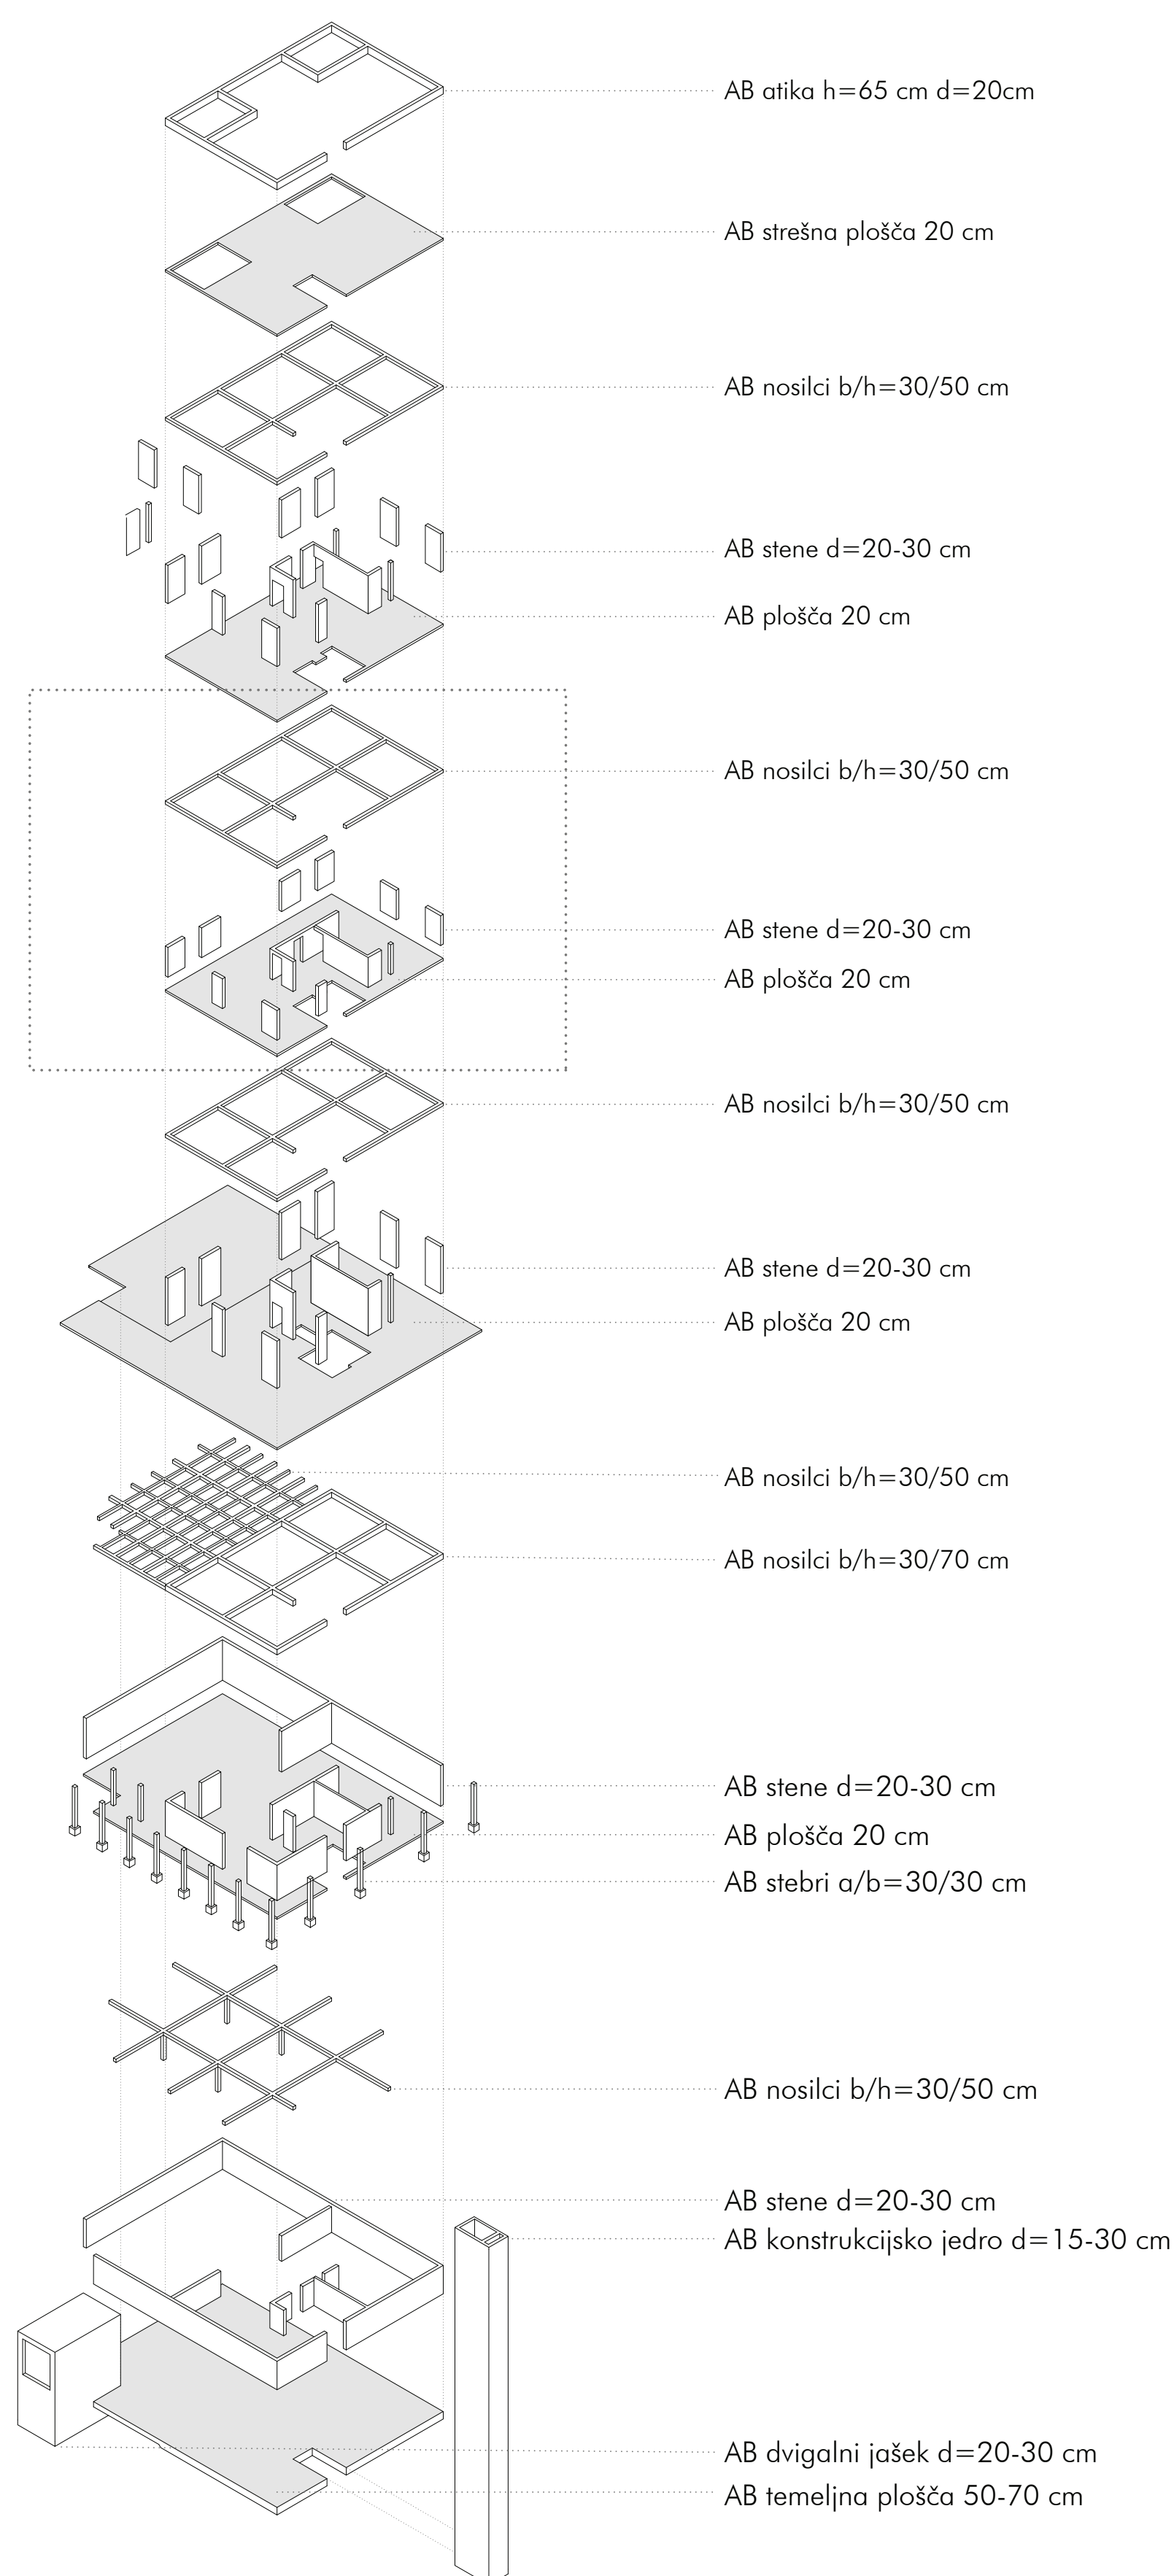 AB atika h=65 cm d=20cm
AB strešna plošča 20 cm
AB nosilci b/h=30/50 cm
AB stene d=20-30 cm
AB plošča 20 cm
AB nosilci b/h=30/50 cm
AB stene d=20-30 cm
AB plošča 20 cm
AB nosilci b/h=30/50 cm
AB stene d=20-30 cm
AB plošča 20 cm
AB nosilci b/h=30/50 cm
AB nosilci b/h=30/70 cm
AB stene d=20-30 cm
AB plošča 20 cm
AB stebri a/b=30/30 cm
AB nosilci b/h=30/50 cm
AB stene d=20-30 cm
AB konstrukcijsko jedro d=15-30 cm
AB dvigalni jašek d=20-30 cm
AB temeljna plošča 50-70 cm